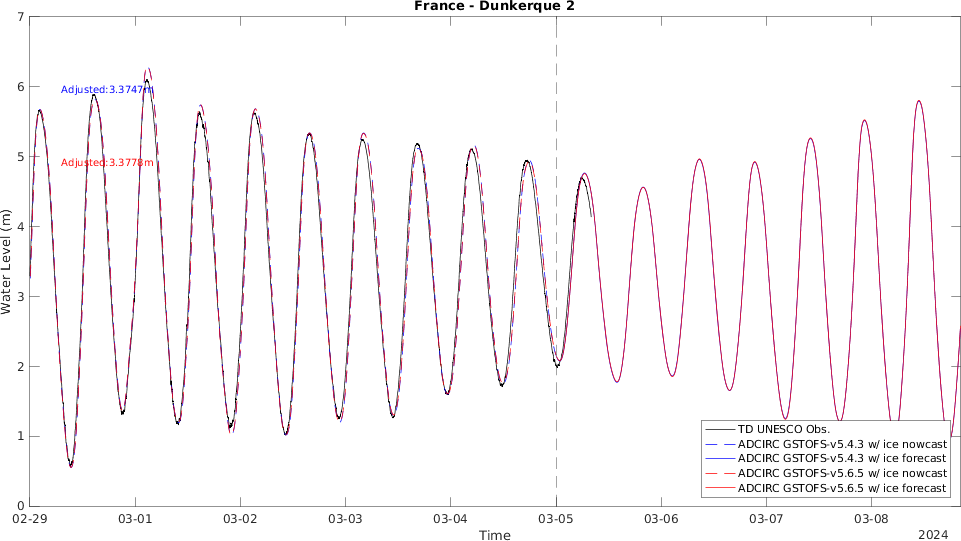 France - Dunkerque 2
7
6
5
4
3
2
1
0
Water Level (m)
Adjusted:3.3747m
Adjusted:3.3778m
TD UNESCO Obs.
ADCIRC GSTOFS-v5.4.3 w/ ice nowcast
ADCIRC GSTOFS-v5.4.3 w/ ice forecast
ADCIRC GSTOFS-v5.6.5 w/ ice nowcast
ADCIRC GSTOFS-v5.6.5 w/ ice forecast
02-29 03-01 03-02 03-03 03-04 03-05 03-06 03-07 03-08
Time
2024